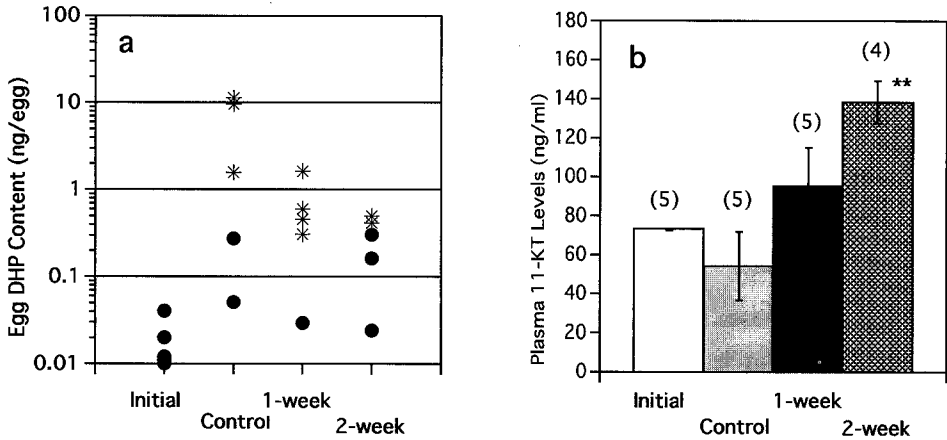 a
Egg DHP Content (ng/egg)
100
10
1
0.1
0.01
Initial
Control
1-week
2-week
b
Plasma 11-KT Levels (ng/ml)
180
160
140
120
100
80
60
40
20
0
(5)
(5)
(5)
(4)
**
Initial
Control
1-week
2-week